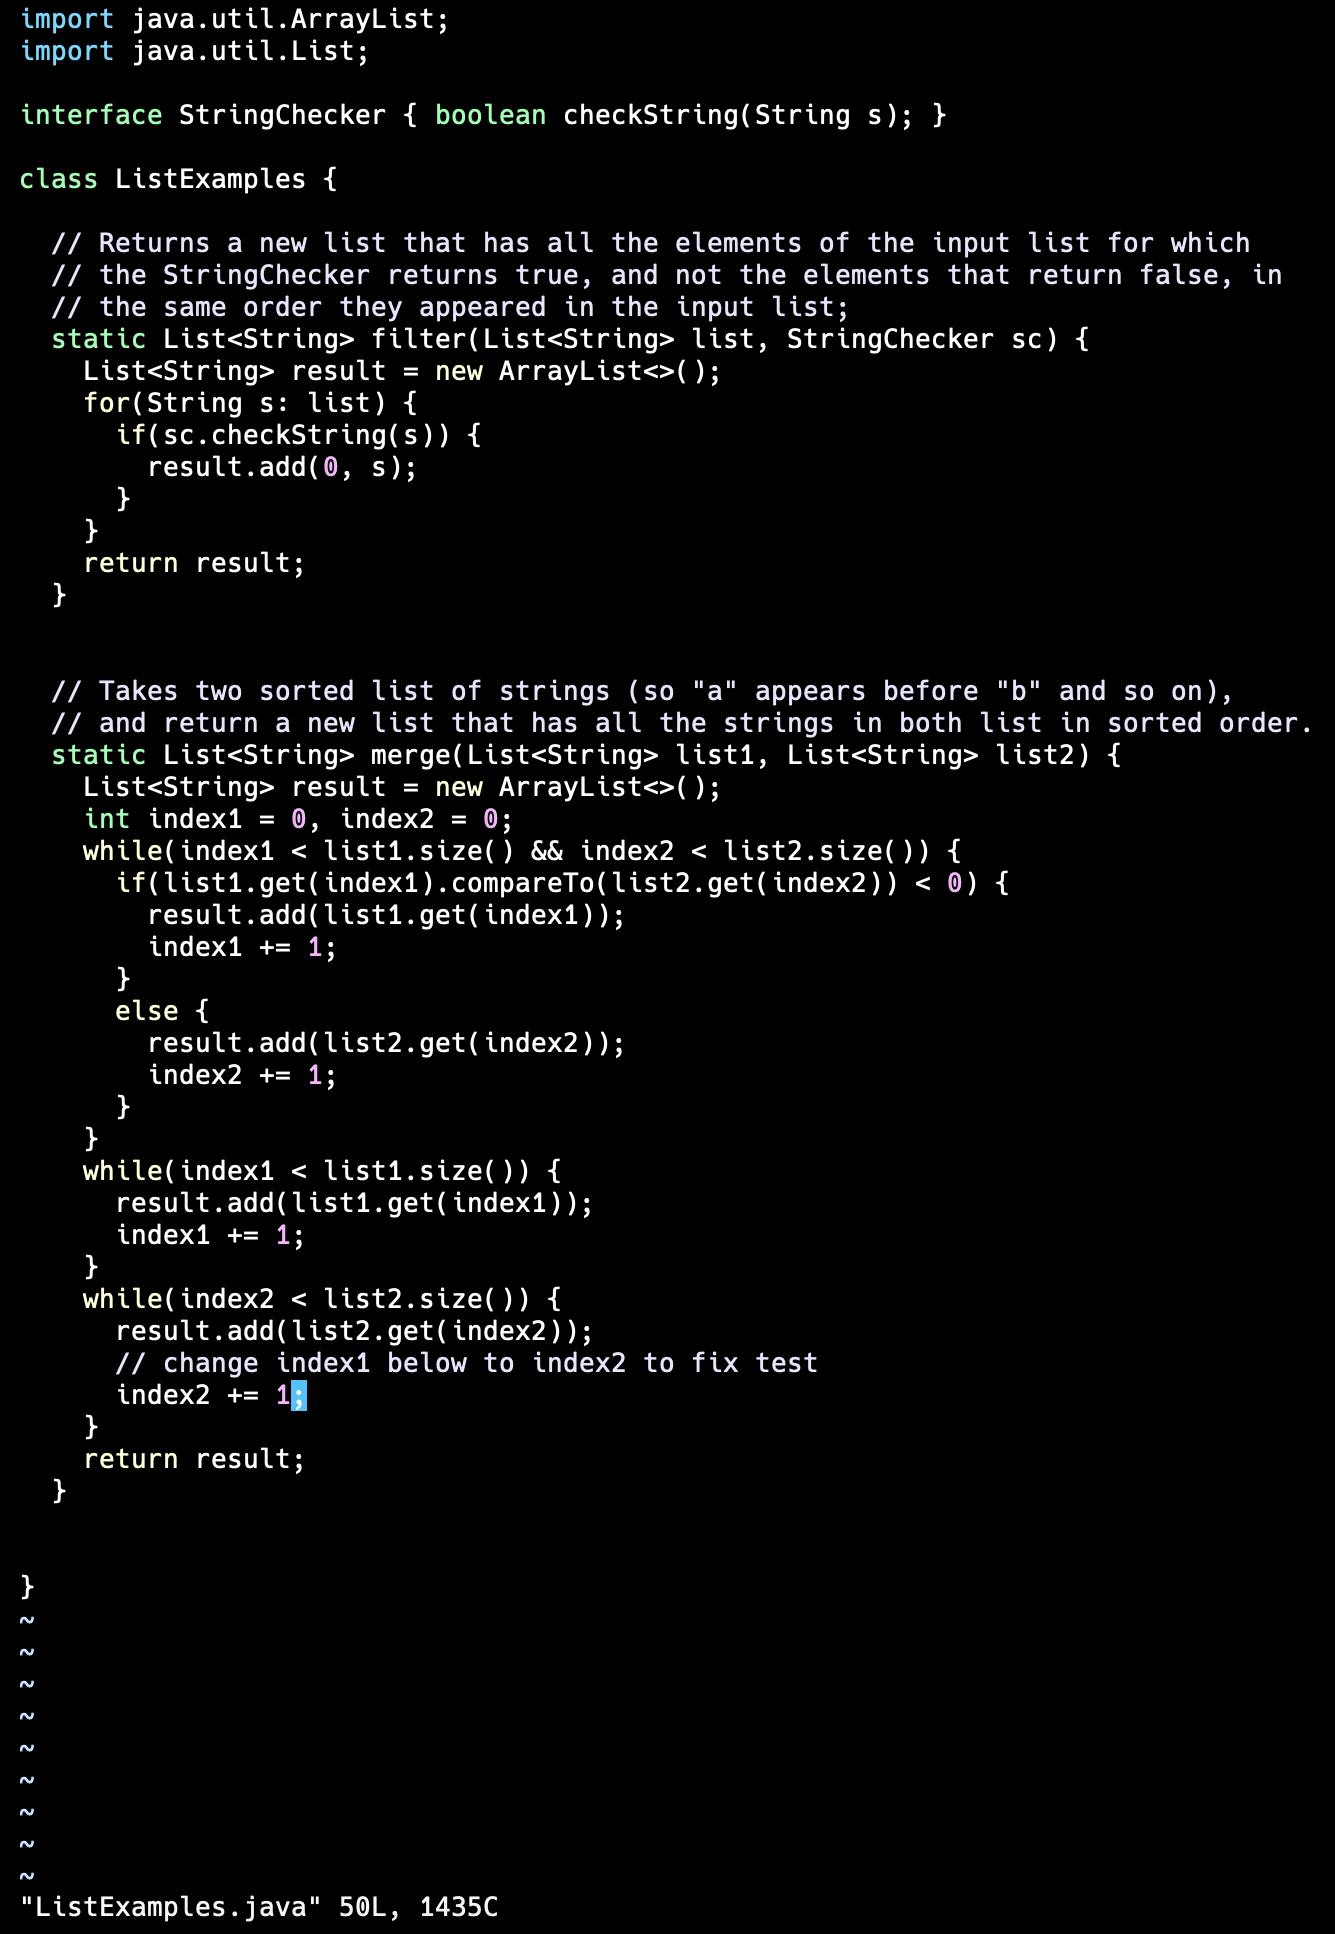 import java.util.ArrayList;
import java.util.List;

interface StringChecker { boolean checkString(String s); }

class ListExamples {

  // Returns a new list that has all the elements of the input list for which
  // the StringChecker returns true, and not the elements that return false, in
  // the same order they appeared in the input list;
  static List<String> filter(List<String> list, StringChecker sc) {
    List<String> result = new ArrayList<>();
    for(String s: list) {
      if(sc.checkString(s)) {
        result.add(0, s);
      }
    }
    return result;
  }


  // Takes two sorted list of strings (so "a" appears before "b" and so on),
  // and return a new list that has all the strings in both list in sorted order.
  static List<String> merge(List<String> list1, List<String> list2) {
    List<String> result = new ArrayList<>();
    int index1 = 0, index2 = 0;
    while(index1 < list1.size() && index2 < list2.size()) {
      if(list1.get(index1).compareTo(list2.get(index2)) < 0) {
        result.add(list1.get(index1));
        index1 += 1;
      }
      else {
        result.add(list2.get(index2));
        index2 += 1;
      }
    }
    while(index1 < list1.size()) {
      result.add(list1.get(index1));
      index1 += 1;
    }
    while(index2 < list2.size()) {
      result.add(list2.get(index2));
      // change index1 below to index2 to fix test
      index2 += 1;
    }
    return result;
  }


}
~
~
~
~
~
~
~
~
~
"ListExamples.java" 50L, 1435C